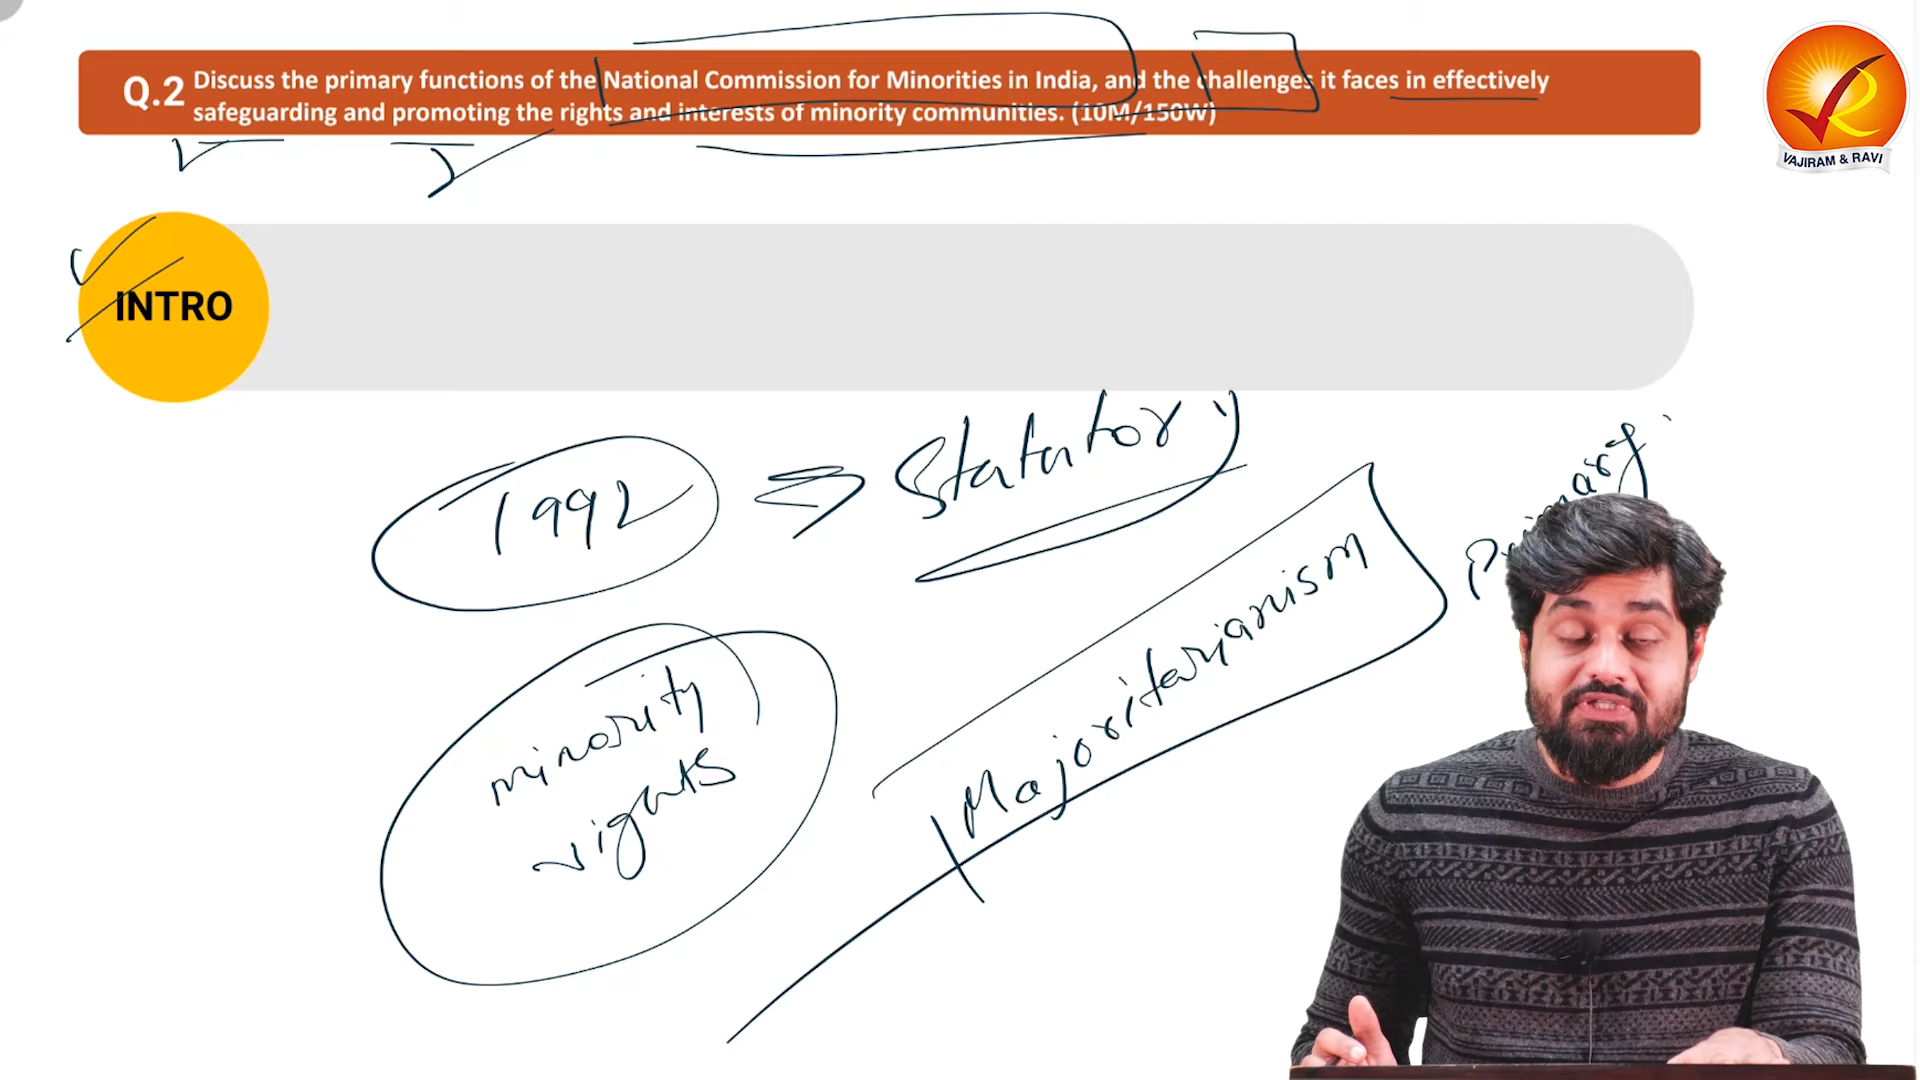 Q.2 Discuss the primary functions of the National Commission for Minorities in India, and the challenges it faces in effectively
safeguarding and promoting the rights and interests of minority communities. (10M/150W)
VAJIRAM & RAVI
INTRO
1992 ⇒ Statutory
minority
rights
Majoritarianism